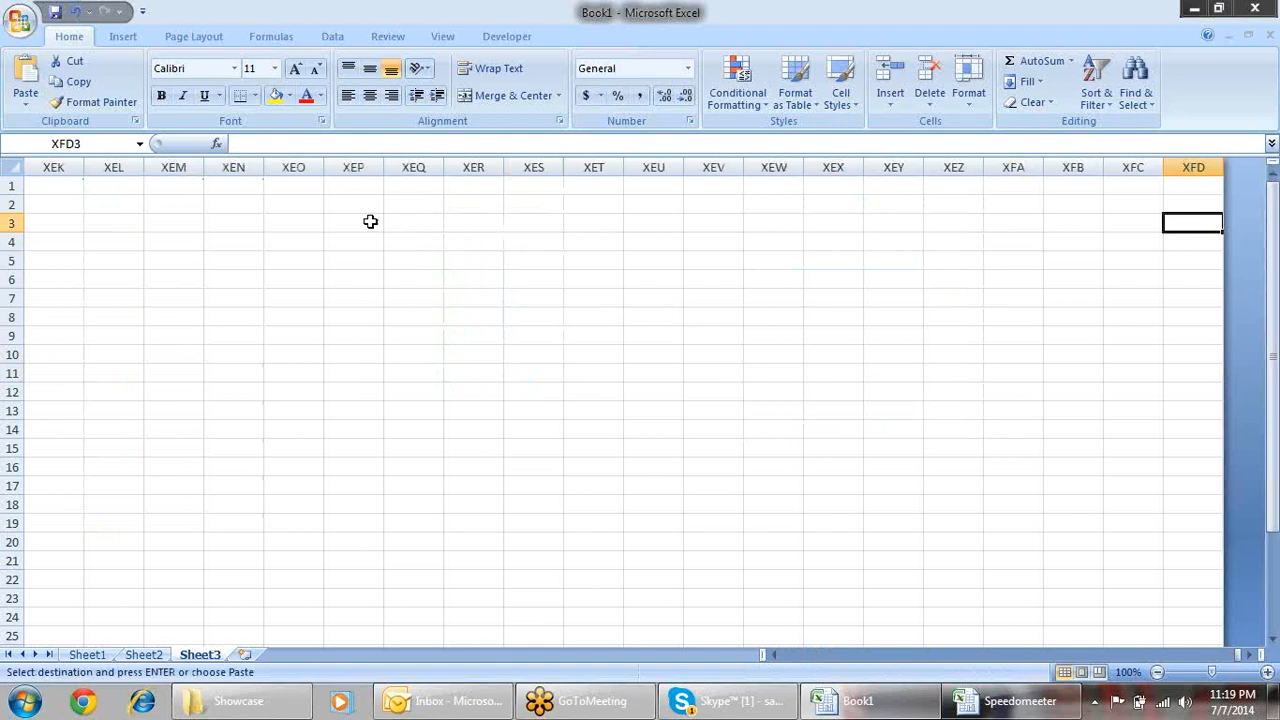 Book1 - Microsoft Excel
Home Insert Page Layout Formulas Data Review View Developer
Paste Cut Calibri 11 Wrap Text General Conditional Formatting Format as Table Cell Styles Insert Delete Format Σ AutoSum Sort & Filter Find & Select
Copy Fill
Format Painter B I U A Merge & Center $ % , Clear
Clipboard Font Alignment Number Styles Cells Editing
XFD3 fx
XEK XEL XEM XEN XEO XEP XEQ XER XES XET XEU XEV XEW XEX XEY XEZ XFA XFB XFC XFD
1
2
3
4
5
6
7
8
9
10
11
12
13
14
15
16
17
18
19
20
21
22
23
24
25
Sheet1 Sheet2 Sheet3
Select destination and press ENTER or choose Paste 100%
Showcase Inbox - Microso... GoToMeeting Skype™ [1] - sa... Book1 Speedometer 11:19 PM
7/7/2014